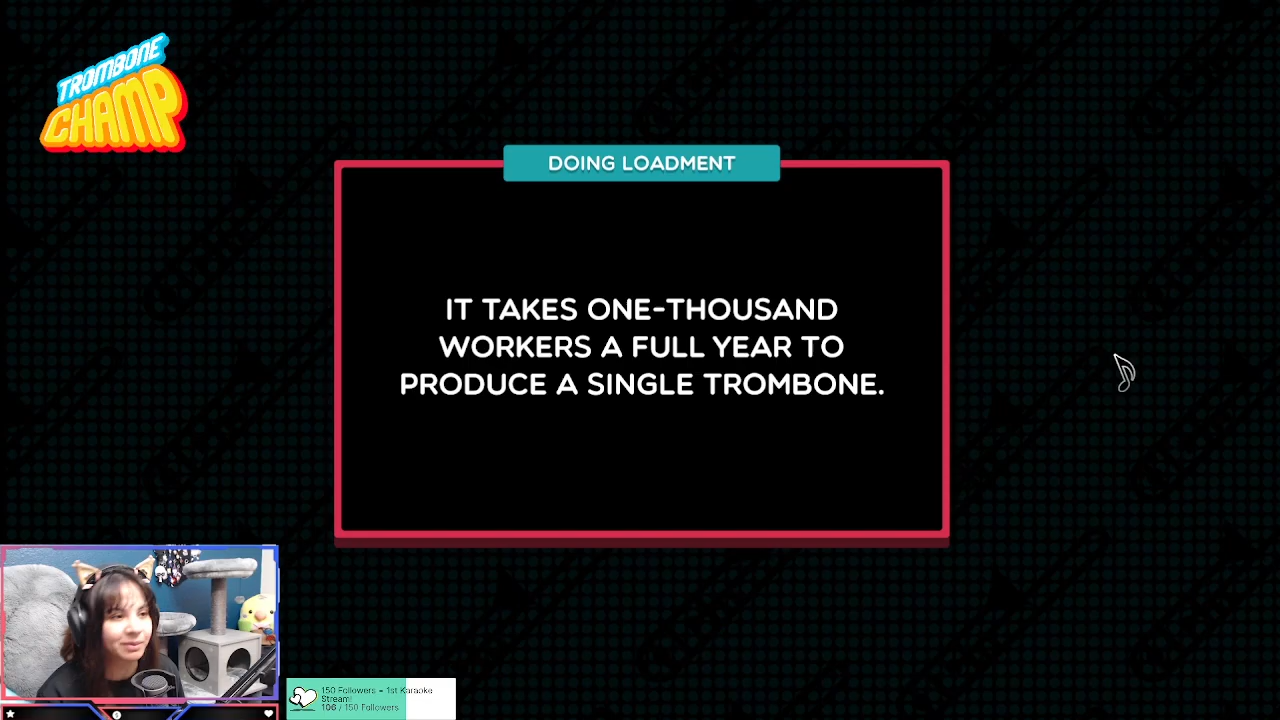 TROMBONE
CHAMP
DOING LOADMENT
IT TAKES ONE-THOUSAND
WORKERS A FULL YEAR TO
PRODUCE A SINGLE TROMBONE.
150 Followers = 1st Karaoke
Stream!
106 / 150 Followers